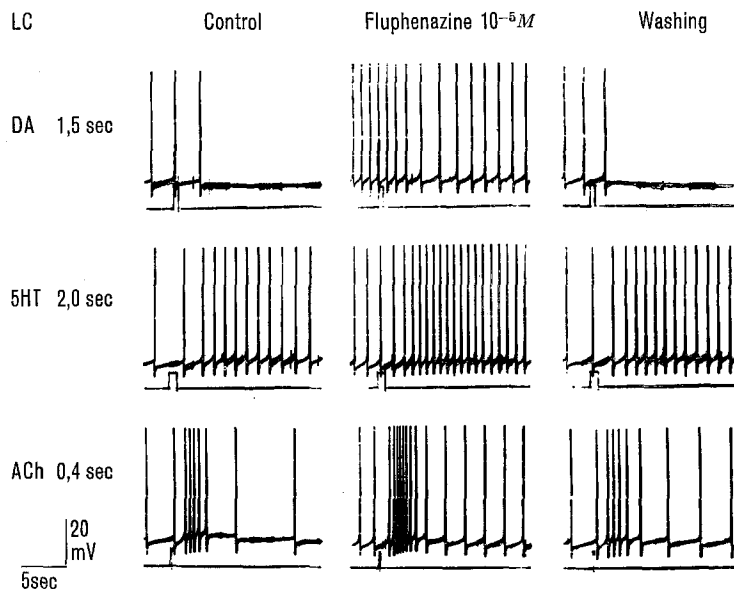 LC Control Fluphenazine 10⁻⁵M Washing
DA 1,5 sec
5HT 2,0 sec
ACh 0,4 sec
20
mV
5sec